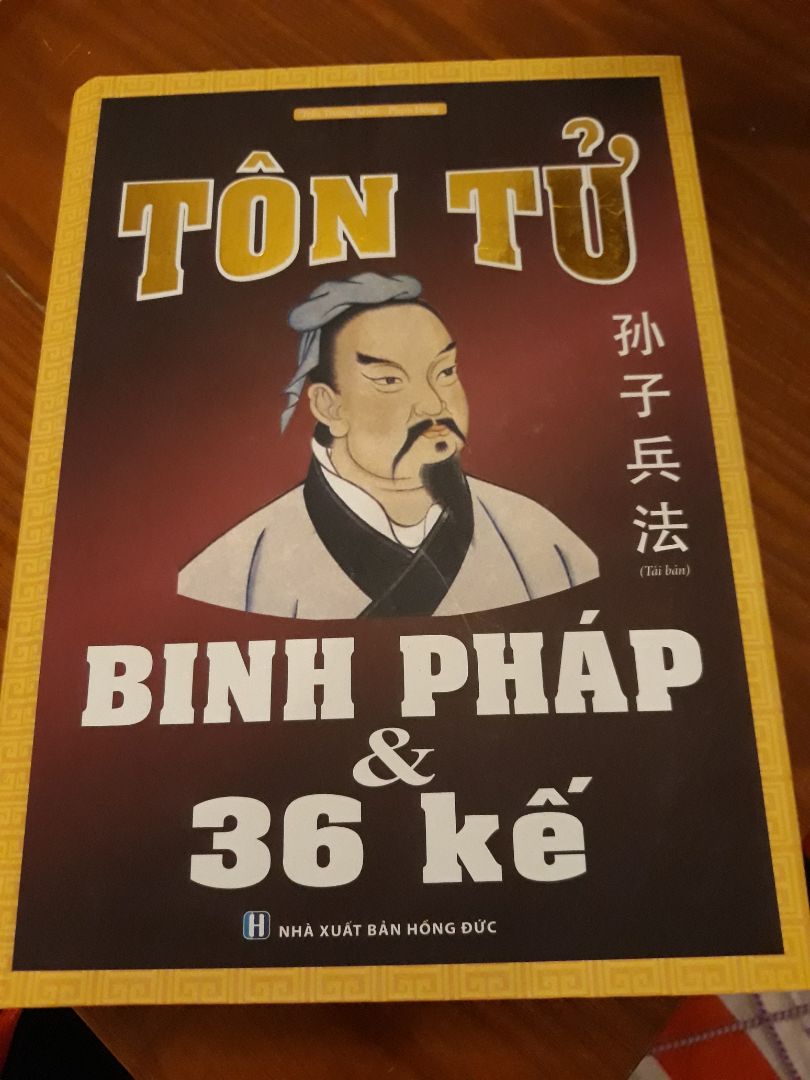 TÔN TỬ
孙子兵法
(Tái bản)
BINH PHÁP
&
36 kế
H NHÀ XUẤT BẢN HỒNG ĐỨC